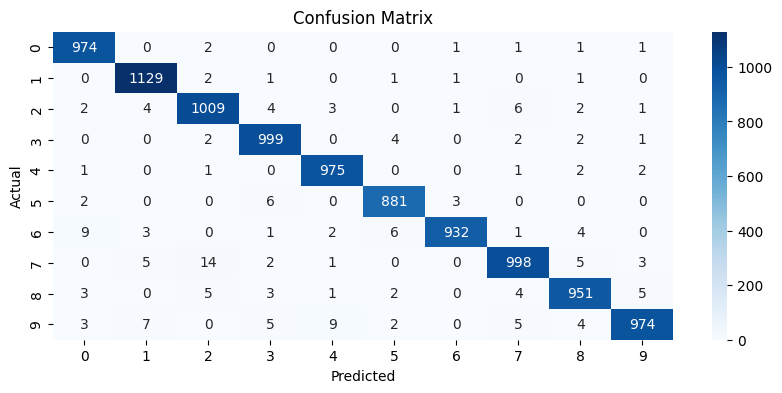 Confusion Matrix
0 974 0 2 0 0 0 1 1 1 1
1 0 1129 2 1 0 1 1 0 1 0
2 2 4 1009 4 3 0 1 6 2 1
3 0 0 2 999 0 4 0 2 2 1
4 1 0 1 0 975 0 0 1 2 2
5 2 0 0 6 0 881 3 0 0 0
6 9 3 0 1 2 6 932 1 4 0
7 0 5 14 2 1 0 0 998 5 3
8 3 0 5 3 1 2 0 4 951 5
9 3 7 0 5 9 2 0 5 4 974
0 1 2 3 4 5 6 7 8 9
Actual
Predicted
1000
800
600
400
200
0